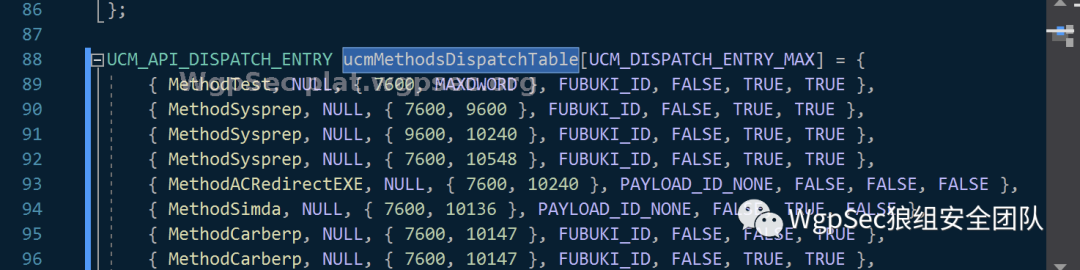 86 };
87
88 UCM_API_DISPATCH_ENTRY ucmMethodsDispatchTable[UCM_DISPATCH_ENTRY_MAX] = {
89 { MethodTest, NULL, { 7600, MAXDWORD }, FUBUKI_ID, FALSE, TRUE, TRUE },
WgpSec plat.wgpsec.org
90 { MethodSysprep, NULL, { 7600, 9600 }, FUBUKI_ID, FALSE, TRUE, TRUE },
91 { MethodSysprep, NULL, { 9600, 10240 }, FUBUKI_ID, FALSE, TRUE, TRUE },
92 { MethodSysprep, NULL, { 7600, 10548 }, FUBUKI_ID, FALSE, TRUE, TRUE },
93 { MethodACRedirectEXE, NULL, { 7600, 10240 }, PAYLOAD_ID_NONE, FALSE, FALSE, FALSE },
94 { MethodSimda, NULL, { 7600, 10136 }, PAYLOAD_ID_NONE, FALSE, TRUE, FALSE },
WgpSec狼组安全团队
95 { MethodCarberp, NULL, { 7600, 10147 }, FUBUKI_ID, FALSE, FALSE, TRUE },
96 { MethodCarberp, NULL, { 7600, 10147 }, FUBUKI_ID, FALSE, FALSE, TRUE },